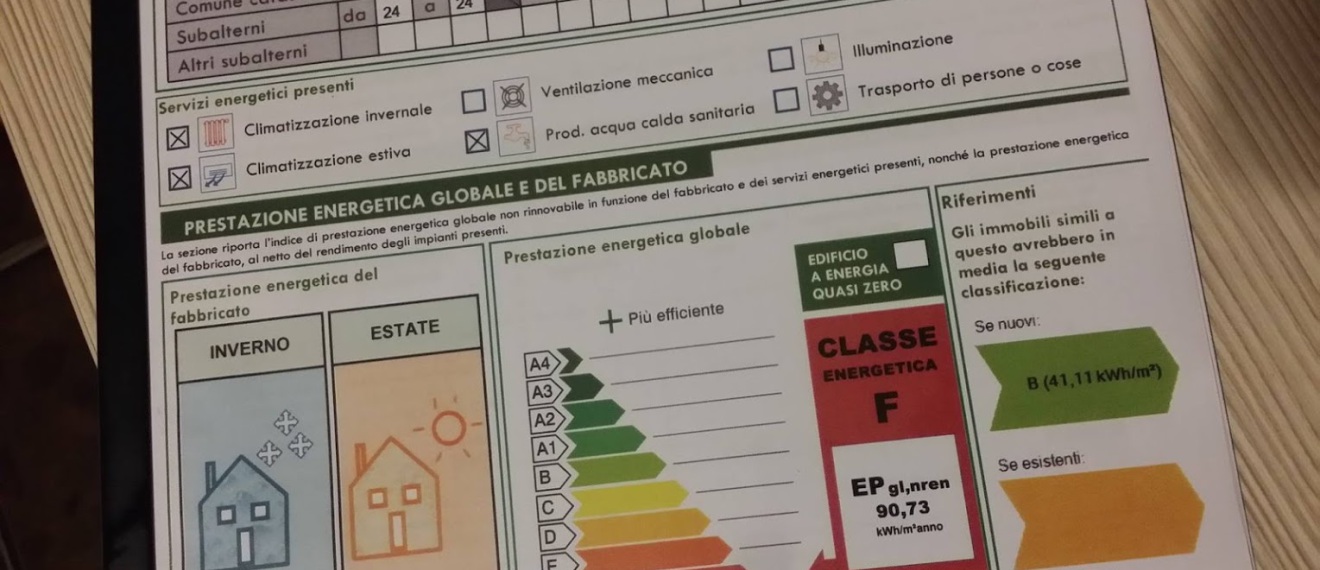 Comune
Subalterni da 24 a 24
Altri subalterni
Servizi energetici presenti
Climatizzazione invernale
Ventilazione meccanica
Illuminazione
Climatizzazione estiva
Prod. acqua calda sanitaria
Trasporto di persone o cose
PRESTAZIONE ENERGETICA GLOBALE E DEL FABBRICATO
La sezione riporta l'indice di prestazione energetica globale non rinnovabile in funzione del fabbricato e dei servizi energetici presenti, nonché la prestazione energetica
del fabbricato, al netto del rendimento degli impianti presenti.
Prestazione energetica del
fabbricato
INVERNO
ESTATE
Prestazione energetica globale
+ Più efficiente
A4
A3
A2
A1
B
C
D
E
EDIFICIO
A ENERGIA
QUASI ZERO
CLASSE
ENERGETICA
F
EP gl,nren
90,73
kWh/m²anno
Riferimenti
Gli immobili simili a
questo avrebbero in
media la seguente
classificazione:
Se nuovi:
B (41,11 kWh/m²)
Se esistenti: